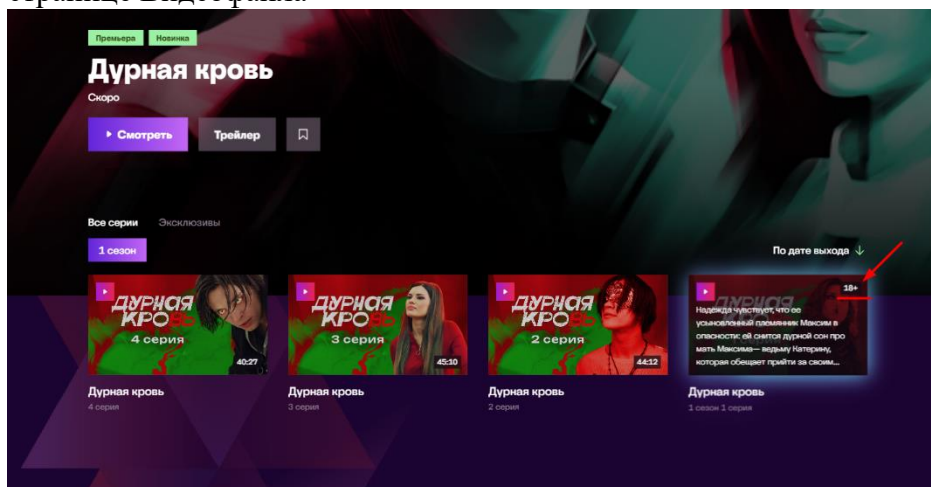 странице Видеофайла
Премьера Новинка
Дурная кровь
Скоро
Смотреть Трейлер
Все серии Эксклюзивы
1 сезон По дате выхода
ДУРНАЯ КРОВЬ
4 серия
40:27
ДУРНАЯ КРОВЬ
3 серия
45:10
ДУРНАЯ КРОВЬ
2 серия
44:12
18+
Надежда чувствует, что ее
усыновленный племянник Максим в
опасности: ей снится дурной сон про
мать Максима— ведьму Катерину,
которая обещает прийти за своим...
Дурная кровь
4 серия
Дурная кровь
3 серия
Дурная кровь
2 серия
Дурная кровь
1 сезон 1 серия